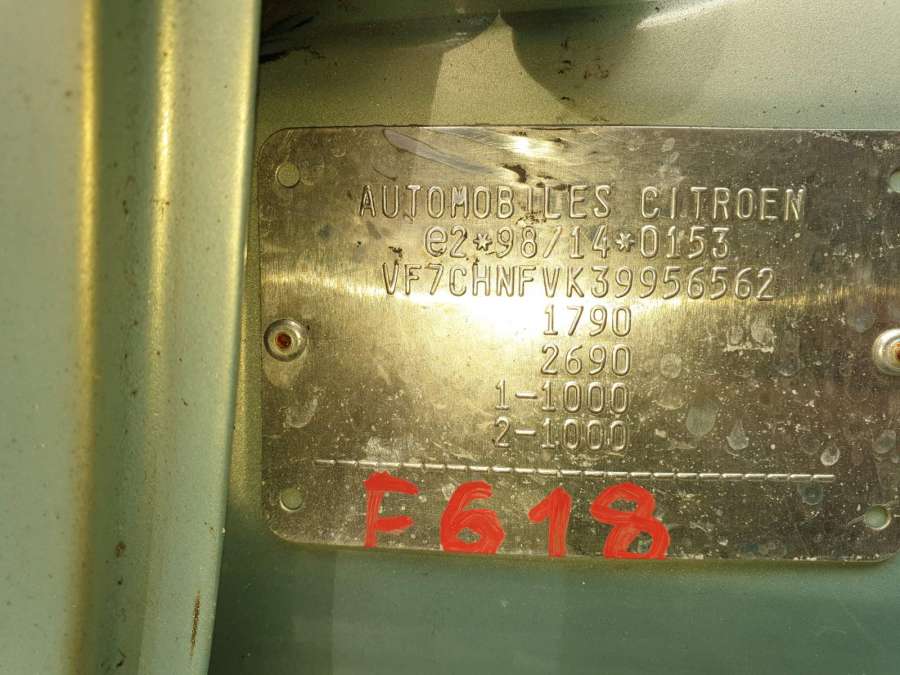 AUTOMOBILES CITROEN
e2*98/14*0153
VF7CHNFVK39956562
1790
2690
1-1000
2-1000
F618